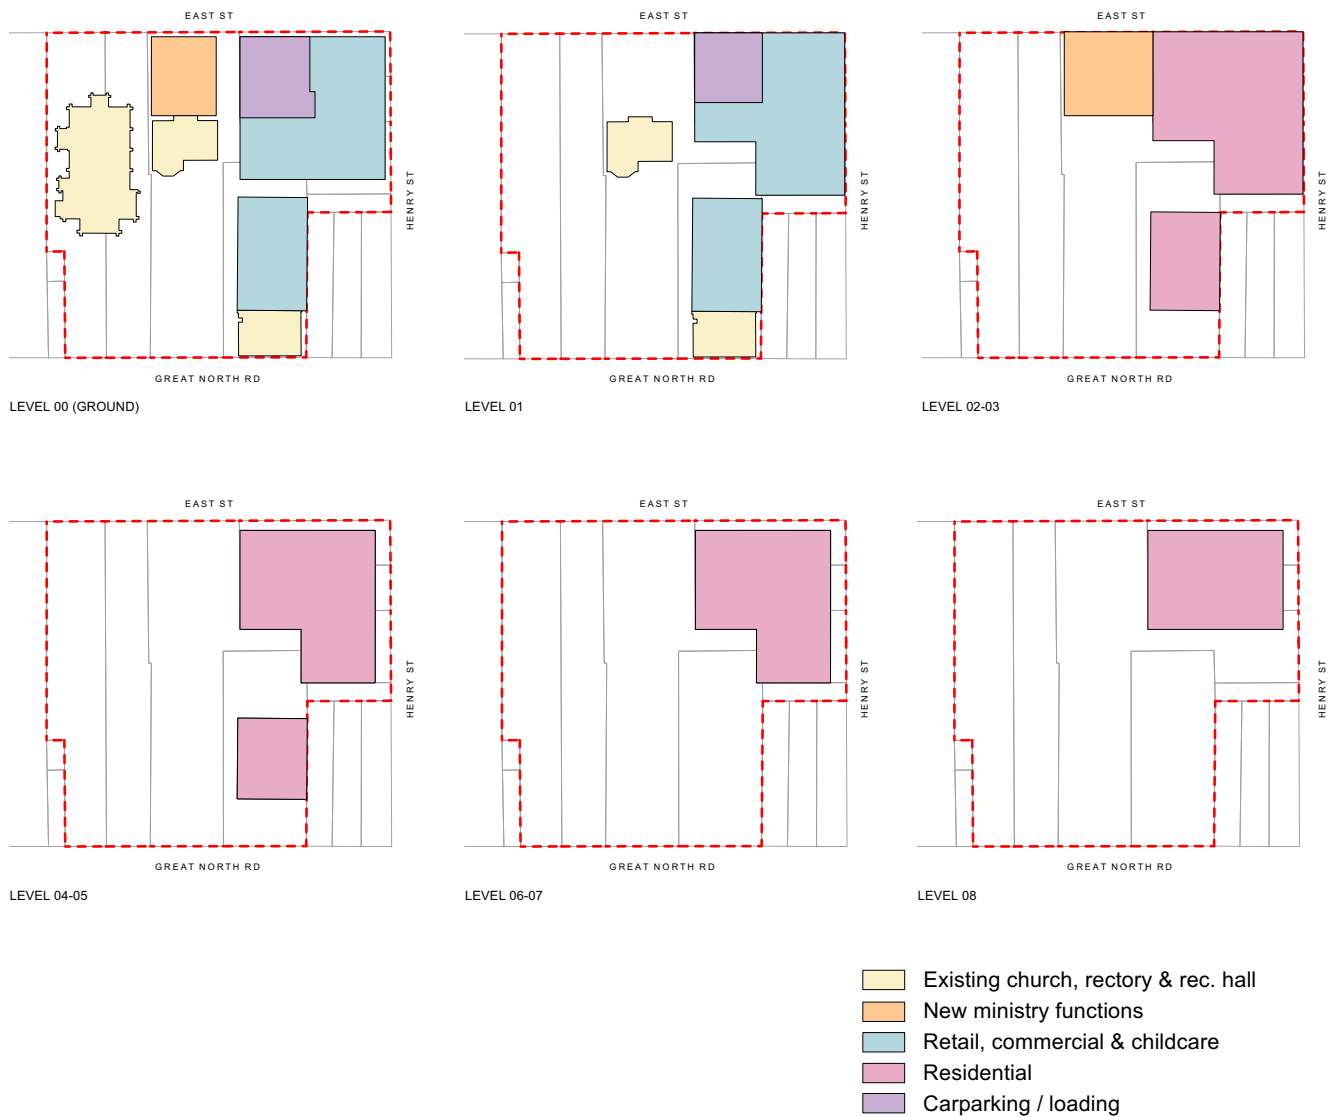 EAST ST
EAST ST
EAST ST
HENRY ST
HENRY ST
HENRY ST
GREAT NORTH RD
GREAT NORTH RD
GREAT NORTH RD
LEVEL 00 (GROUND)
LEVEL 01
LEVEL 02-03
EAST ST
EAST ST
EAST ST
HENRY ST
HENRY ST
HENRY ST
GREAT NORTH RD
GREAT NORTH RD
GREAT NORTH RD
LEVEL 04-05
LEVEL 06-07
LEVEL 08
Existing church, rectory & rec. hall
New ministry functions
Retail, commercial & childcare
Residential
Carparking / loading